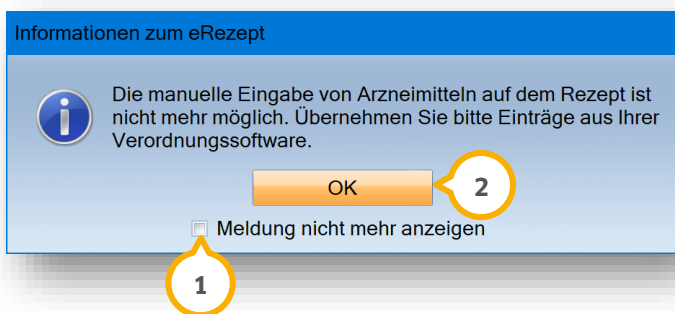 Informationen zum eRezept
Die manuelle Eingabe von Arzneimitteln auf dem Rezept ist
nicht mehr möglich. Übernehmen Sie bitte Einträge aus Ihrer
Verordnungssoftware.
OK
2
Meldung nicht mehr anzeigen
1